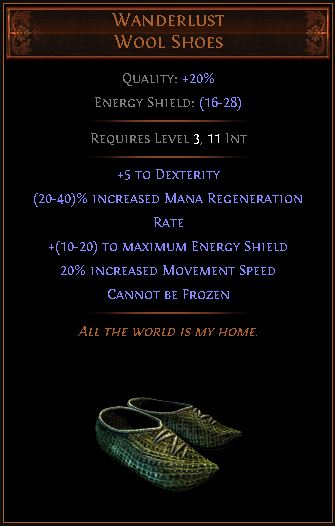 Wanderlust
Wool Shoes
Quality: +20%
Energy Shield: (16-28)
Requires Level 3, 11 Int
+5 to Dexterity
(20-40)% increased Mana Regeneration
Rate
+(10-20) to maximum Energy Shield
20% increased Movement Speed
Cannot be Frozen
All the world is my home.